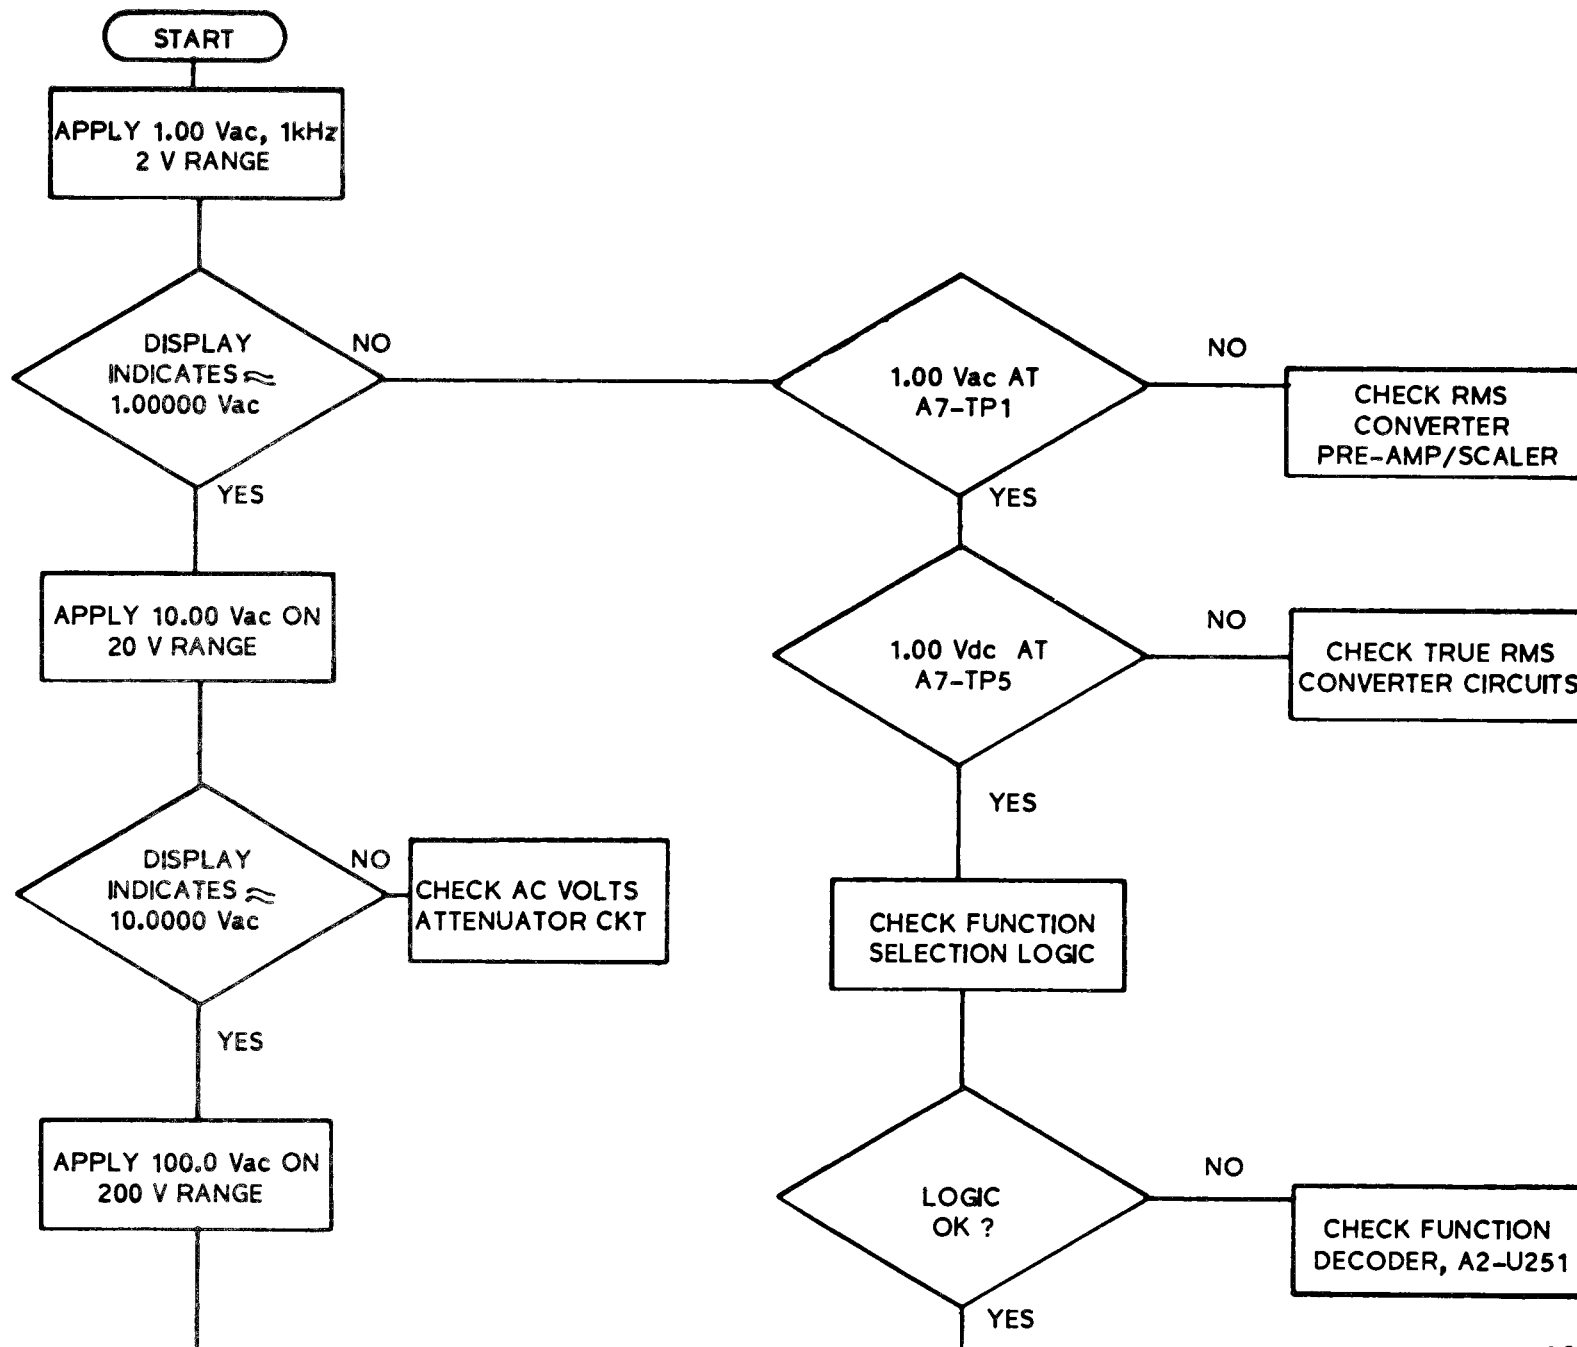 START
APPLY 1.00 Vac, 1kHz
2 V RANGE
DISPLAY
INDICATES ≈
1.00000 Vac
NO
YES
1.00 Vac AT
A7-TP1
NO
YES
CHECK RMS
CONVERTER
PRE-AMP/SCALER
APPLY 10.00 Vac ON
20 V RANGE
1.00 Vdc AT
A7-TP5
NO
YES
CHECK TRUE RMS
CONVERTER CIRCUITS
DISPLAY
INDICATES ≈
10.0000 Vac
NO
YES
CHECK AC VOLTS
ATTENUATOR CKT
CHECK FUNCTION
SELECTION LOGIC
APPLY 100.0 Vac ON
200 V RANGE
LOGIC
OK ?
NO
YES
CHECK FUNCTION
DECODER, A2-U251